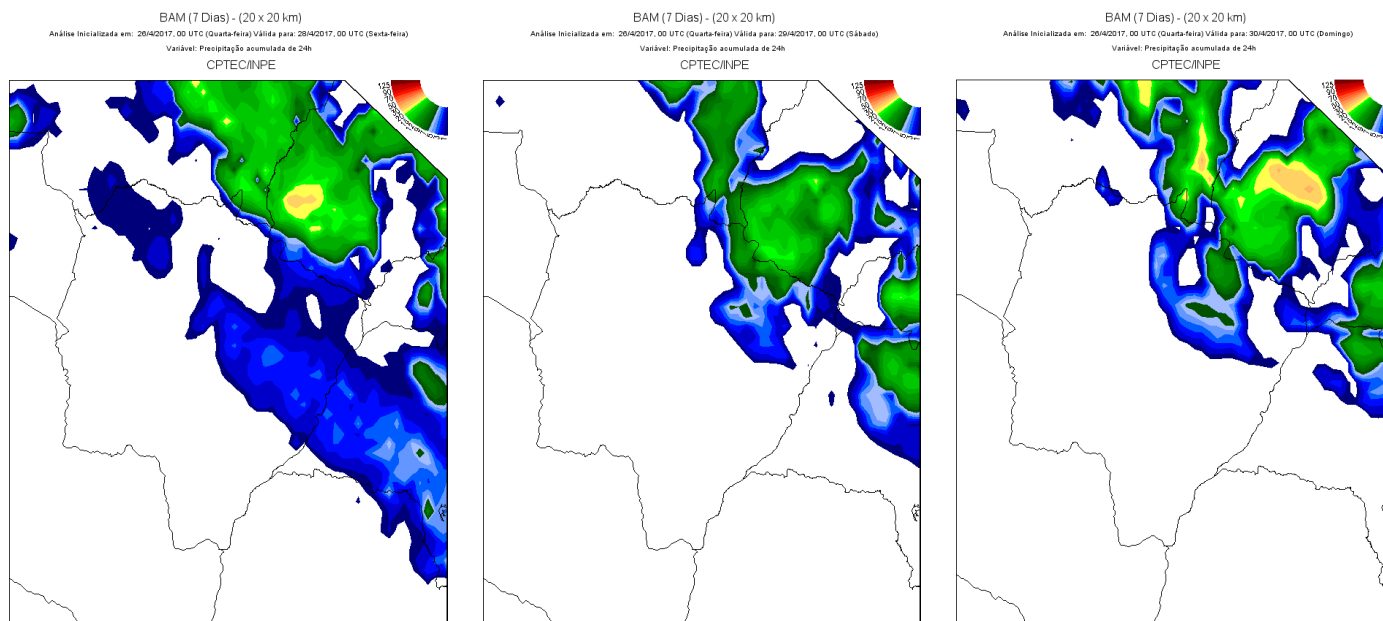 BAM (7 Dias) - (20 x 20 km)
Análise Inicializada em: 26/4/2017, 00 UTC (Quarta-feira) Válida para: 28/4/2017, 00 UTC (Sexta-feira)
Variável: Precipitação acumulada de 24h
CPTEC/INPE
BAM (7 Dias) - (20 x 20 km)
Análise Inicializada em: 26/4/2017, 00 UTC (Quarta-feira) Válida para: 29/4/2017, 00 UTC (Sábado)
Variável: Precipitação acumulada de 24h
CPTEC/INPE
BAM (7 Dias) - (20 x 20 km)
Análise Inicializada em: 26/4/2017, 00 UTC (Quarta-feira) Válida para: 30/4/2017, 00 UTC (Domingo)
Variável: Precipitação acumulada de 24h
CPTEC/INPE